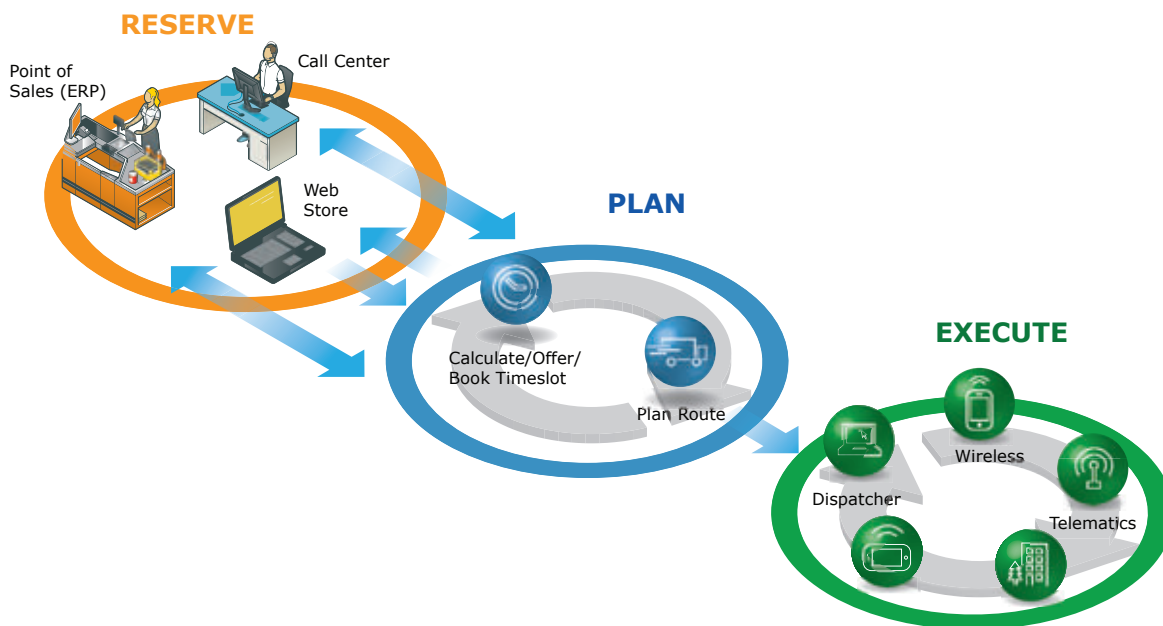 RESERVE
Call Center
Point of
Sales (ERP)
Web
Store
PLAN
Calculate/Offer/
Book Timeslot
Plan Route
EXECUTE
Wireless
Dispatcher
Telematics